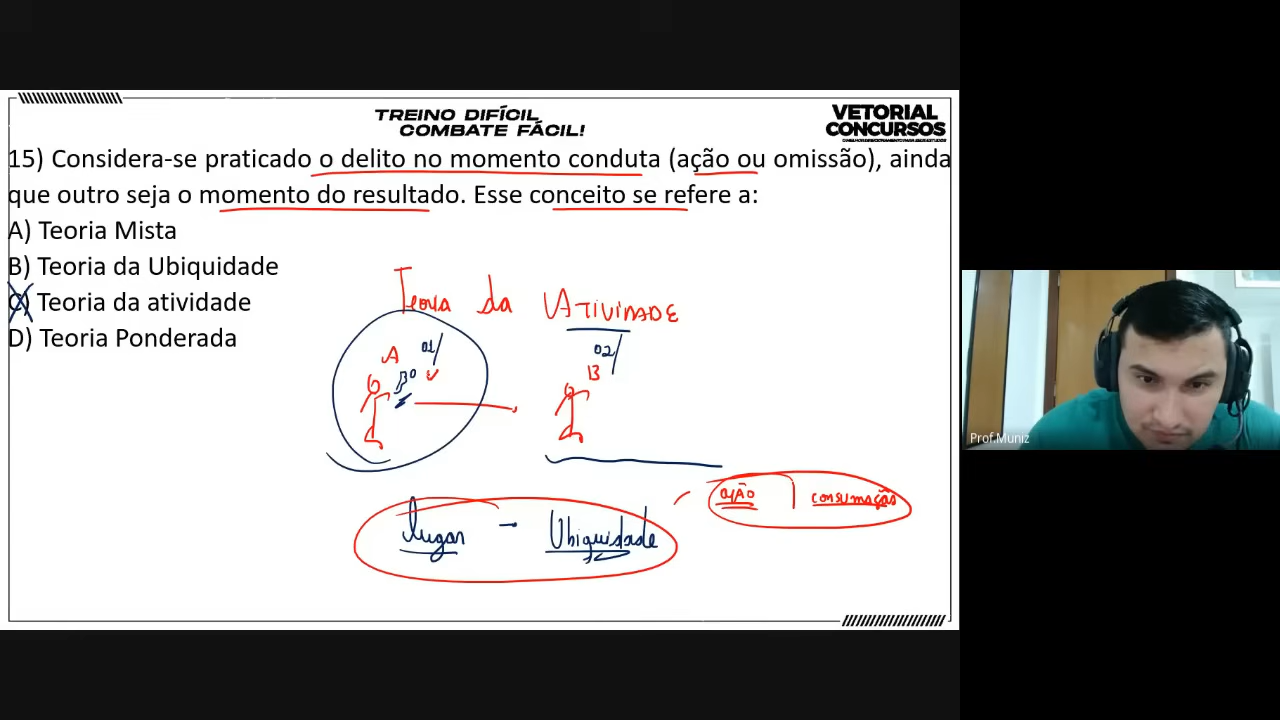 TREINO DIFÍCIL
COMBATE FÁCIL!
VETORIAL
CONCURSOS
15) Considera-se praticado o delito no momento conduta (ação ou omissão), ainda
que outro seja o momento do resultado. Esse conceito se refere a:
A) Teoria Mista
B) Teoria da Ubiquidade
C) Teoria da atividade
D) Teoria Ponderada
Teoria da ATIVIDADE
A 01/
02/
B
ação consumação
lugar - Ubiquidade
Prof.Muniz